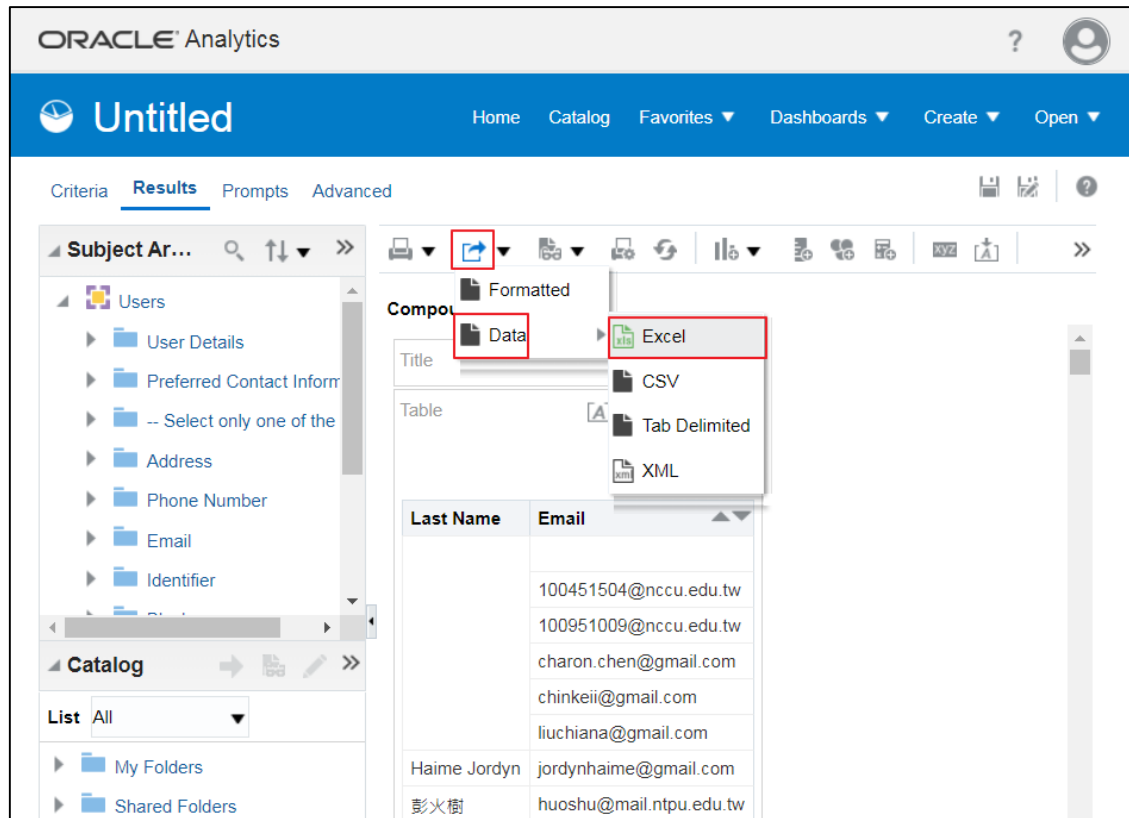 ORACLE Analytics
?
Untitled
Home Catalog Favorites Dashboards Create Open
Criteria Results Prompts Advanced
Subject Ar...
Users
User Details
Preferred Contact Inform
-- Select only one of the
Address
Phone Number
Email
Identifier
Catalog
List All
My Folders
Shared Folders
xyz
Formatted
Compou
Data
xls Excel
CSV
Tab Delimited
xml XML
Title
Table
Last Name Email
100451504@nccu.edu.tw
100951009@nccu.edu.tw
charon.chen@gmail.com
chinkeii@gmail.com
liuchiana@gmail.com
Haime Jordyn jordynhaime@gmail.com
彭火樹 huoshu@mail.ntpu.edu.tw